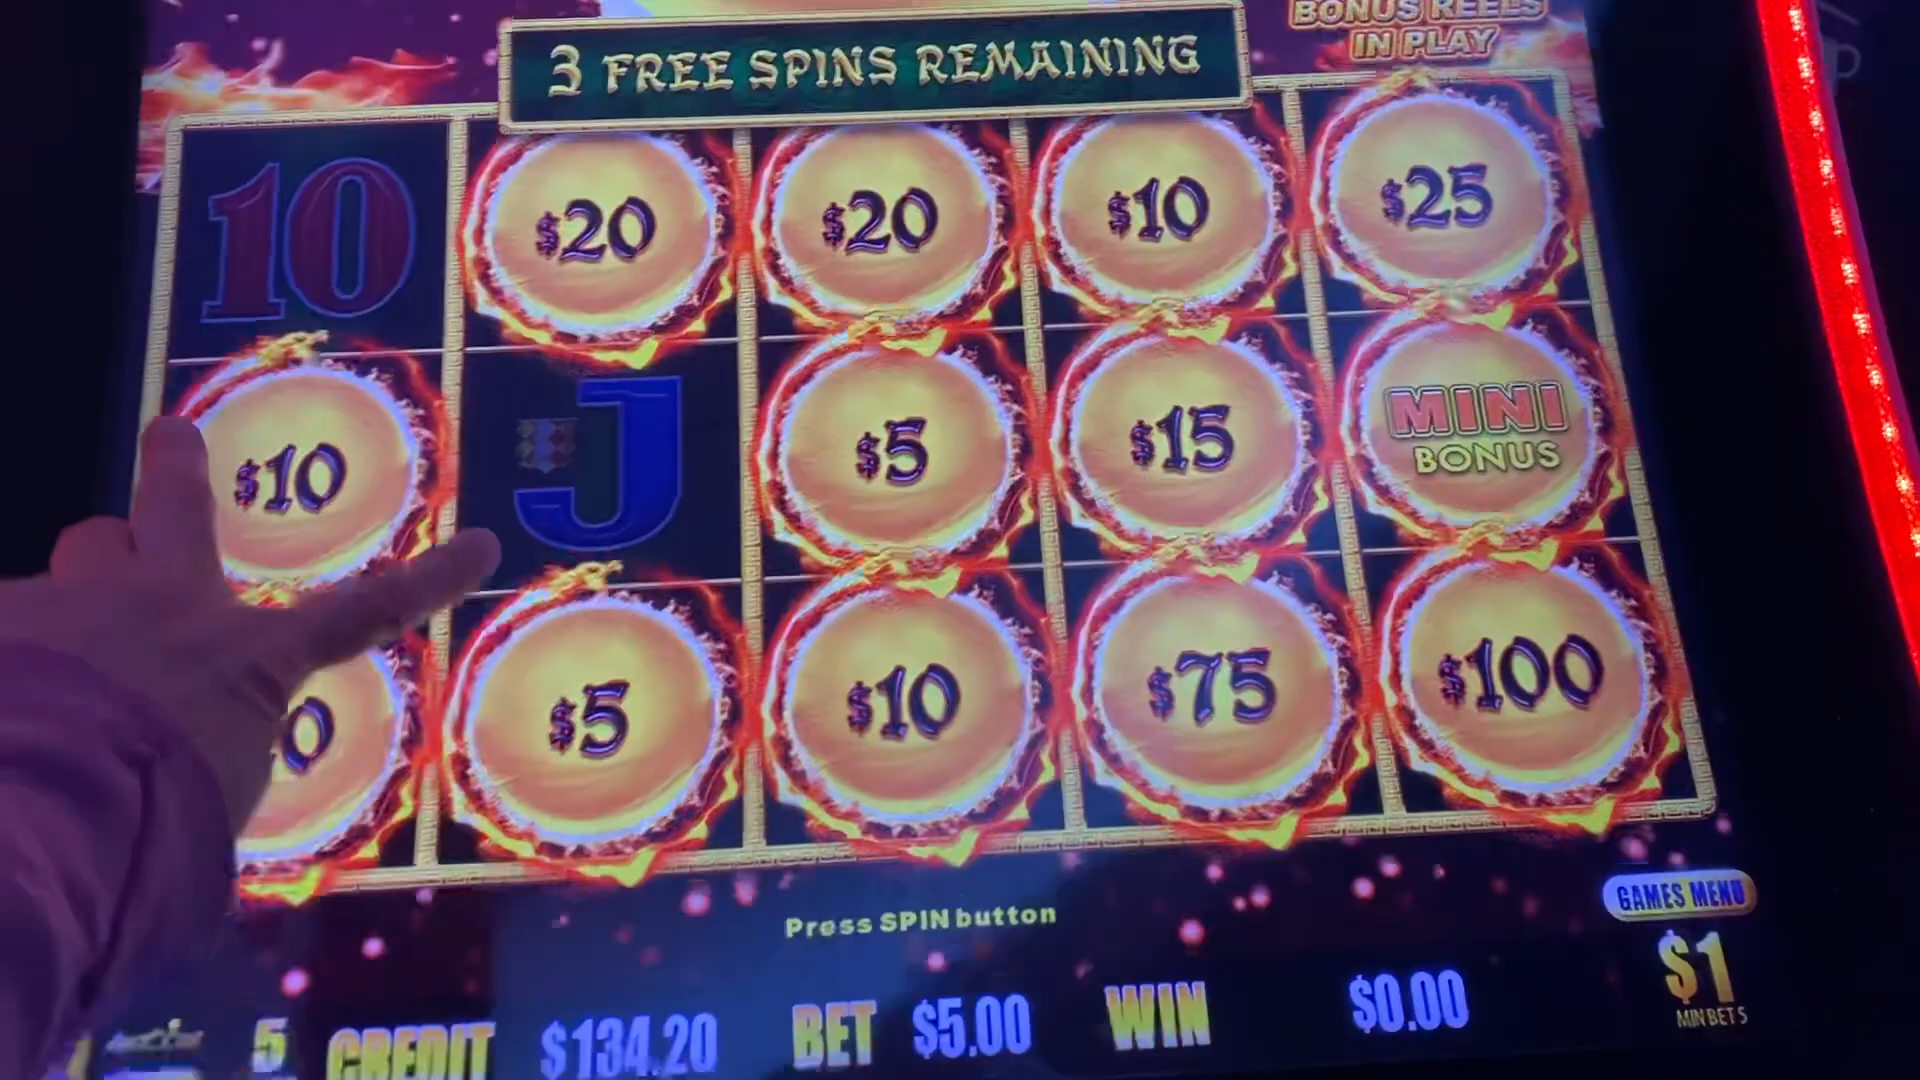 BONUS REELS
IN PLAY
3 FREE SPINS REMAINING
10
$20
$20
$10
$25
$10
J
$5
$15
MINI
BONUS
0
$5
$10
$75
$100
Press SPIN button
GAMES MENU
$1
MIN BET 5
5
CREDIT $134.20
BET $5.00
WIN $0.00